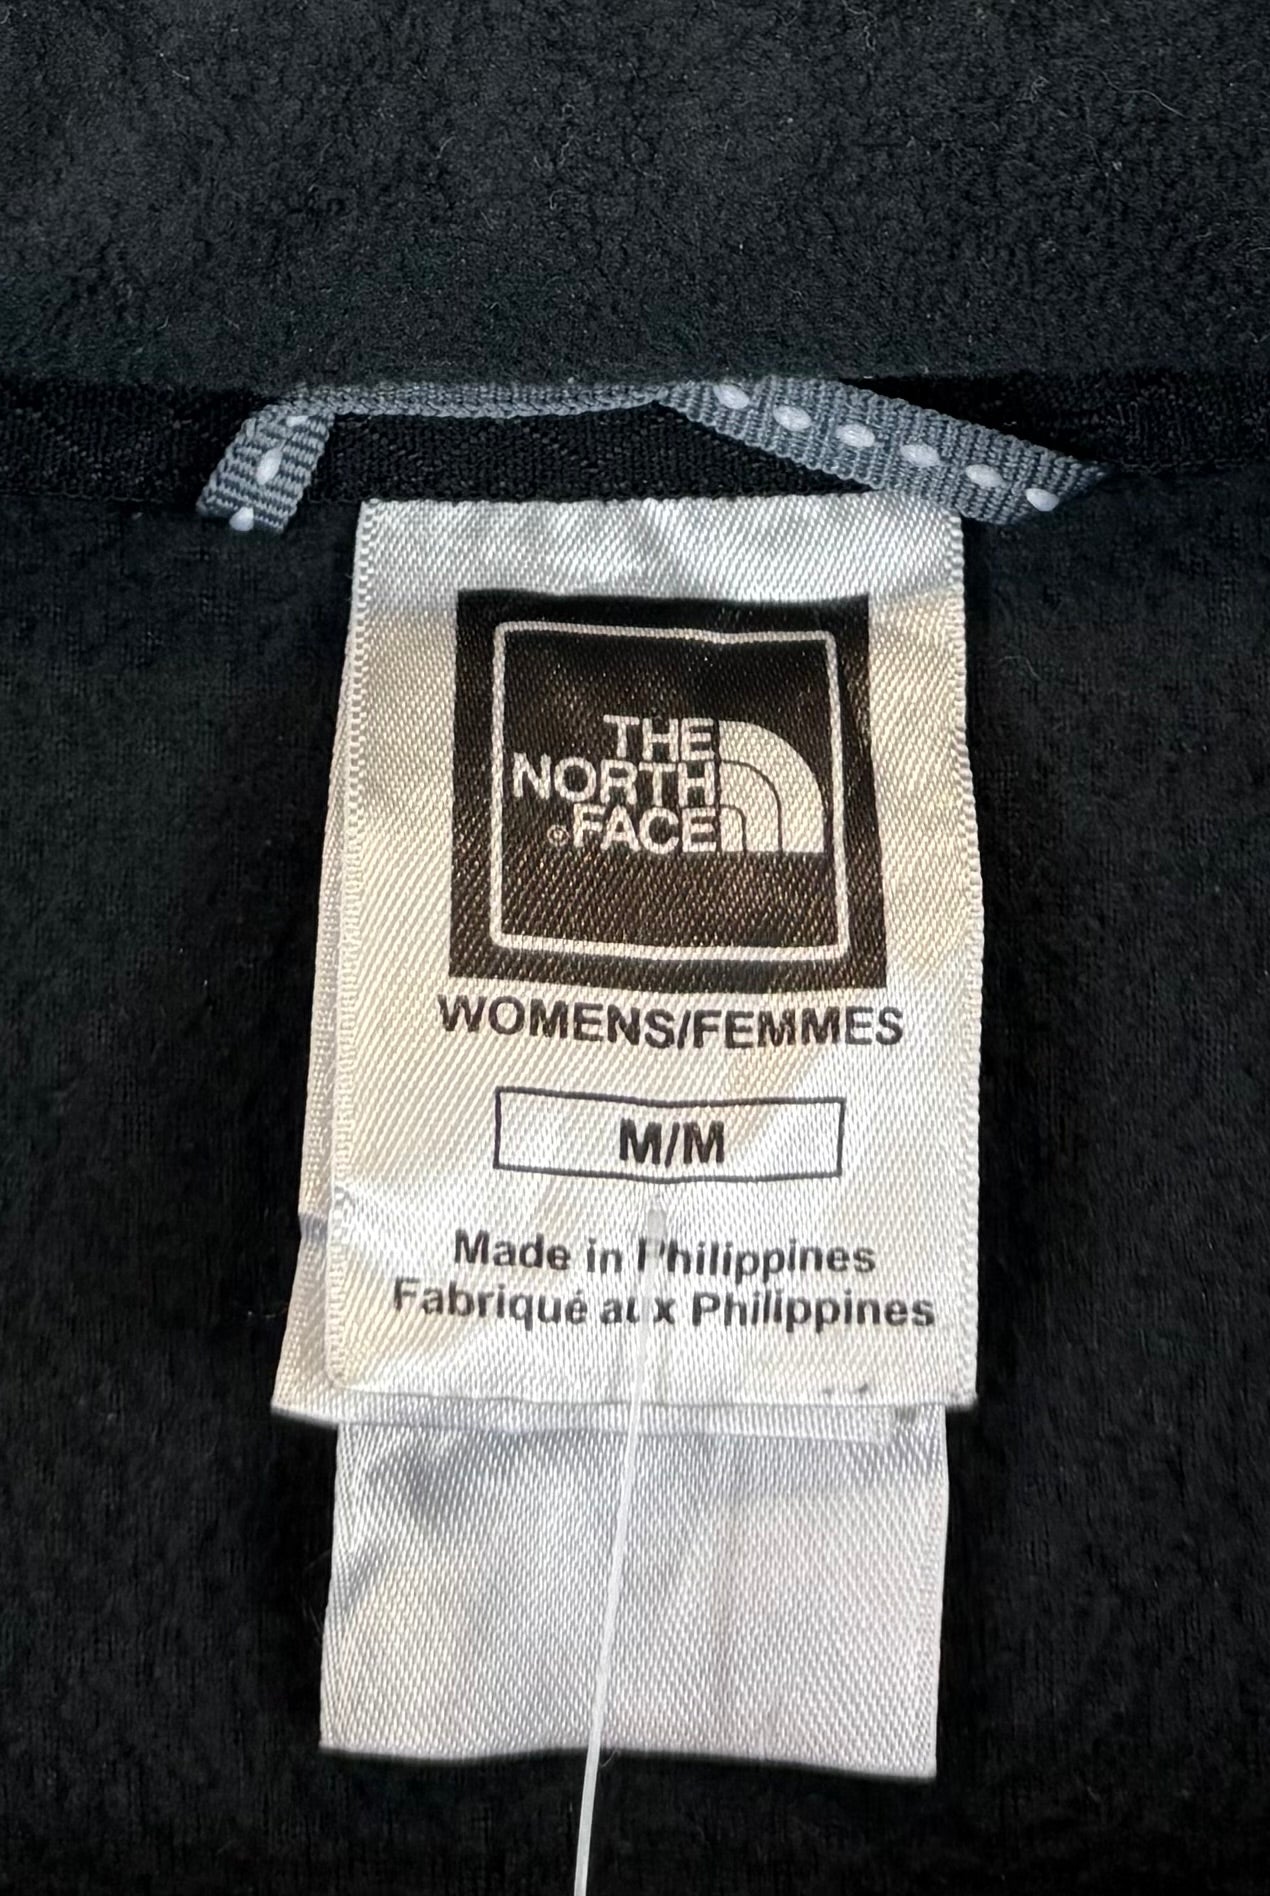 THE
NORTH
®FACE
WOMENS/FEMMES
M/M
Made in Philippines
Fabriqué aux Philippines